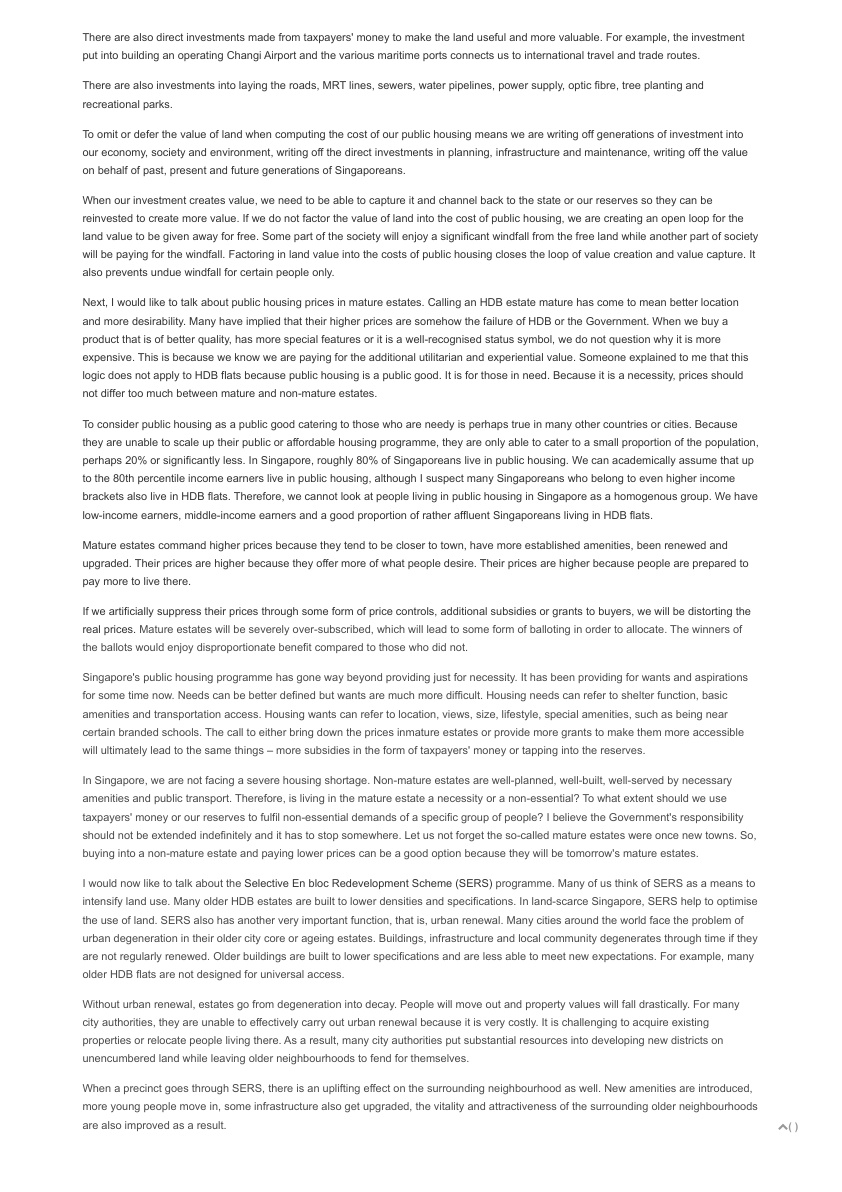 There are also direct investments made from taxpayers' money to make the land useful and more valuable. For example, the investment
put into building an operating Changi Airport and the various maritime ports connects us to international travel and trade routes.
There are also investments into laying the roads, MRT lines, sewers, water pipelines, power supply, optic fibre, tree planting and
recreational parks.
To omit or defer the value of land when computing the cost of our public housing means we are writing off generations of investment into
our economy, society and environment, writing off the direct investments in planning, infrastructure and maintenance, writing off the value
on behalf of past, present and future generations of Singaporeans.
When our investment creates value, we need to be able to capture it and channel back to the state or our reserves so they can be
reinvested to create more value. If we do not factor the value of land into the cost of public housing, we are creating an open loop for the
land value to be given away for free. Some part of the society will enjoy a significant windfall from the free land while another part of society
will be paying for the windfall. Factoring in land value into the costs of public housing closes the loop of value creation and value capture. It
also prevents undue windfall for certain people only.
Next, I would like to talk about public housing prices in mature estates. Calling an HDB estate mature has come to mean better location
and more desirability. Many have implied that their higher prices are somehow the failure of HDB or the Government. When we buy a
product that is of better quality, has more special features or it is a well-recognised status symbol, we do not question why it is more
expensive. This is because we know we are paying for the additional utilitarian and experiential value. Someone explained to me that this
logic does not apply to HDB flats because public housing is a public good. It is for those in need. Because it is a necessity, prices should
not differ too much between mature and non-mature estates.
To consider public housing as a public good catering to those who are needy is perhaps true in many other countries or cities. Because
they are unable to scale up their public or affordable housing programme, they are only able to cater to a small proportion of the population,
perhaps 20% or significantly less. In Singapore, roughly 80% of Singaporeans live in public housing. We can academically assume that up
to the 80th percentile income earners live in public housing, although I suspect many Singaporeans who belong to even higher income
brackets also live in HDB flats. Therefore, we cannot look at people living in public housing in Singapore as a homogenous group. We have
low-income earners, middle-income earners and a good proportion of rather affluent Singaporeans living in HDB flats.
Mature estates command higher prices because they tend to be closer to town, have more established amenities, been renewed and
upgraded. Their prices are higher because they offer more of what people desire. Their prices are higher because people are prepared to
pay more to live there.
If we artificially suppress their prices through some form of price controls, additional subsidies or grants to buyers, we will be distorting the
real prices. Mature estates will be severely over-subscribed, which will lead to some form of balloting in order to allocate. The winners of
the ballots would enjoy disproportionate benefit compared to those who did not.
Singapore's public housing programme has gone way beyond providing just for necessity. It has been providing for wants and aspirations
for some time now. Needs can be better defined but wants are much more difficult. Housing needs can refer to shelter function, basic
amenities and transportation access. Housing wants can refer to location, views, size, lifestyle, special amenities, such as being near
certain branded schools. The call to either bring down the prices inmature estates or provide more grants to make them more accessible
will ultimately lead to the same things – more subsidies in the form of taxpayers' money or tapping into the reserves.
In Singapore, we are not facing a severe housing shortage. Non-mature estates are well-planned, well-built, well-served by necessary
amenities and public transport. Therefore, is living in the mature estate a necessity or a non-essential? To what extent should we use
taxpayers' money or our reserves to fulfil non-essential demands of a specific group of people? I believe the Government's responsibility
should not be extended indefinitely and it has to stop somewhere. Let us not forget the so-called mature estates were once new towns. So,
buying into a non-mature estate and paying lower prices can be a good option because they will be tomorrow's mature estates.
I would now like to talk about the Selective En bloc Redevelopment Scheme (SERS) programme. Many of us think of SERS as a means to
intensify land use. Many older HDB estates are built to lower densities and specifications. In land-scarce Singapore, SERS help to optimise
the use of land. SERS also has another very important function, that is, urban renewal. Many cities around the world face the problem of
urban degeneration in their older city core or ageing estates. Buildings, infrastructure and local community degenerates through time if they
are not regularly renewed. Older buildings are built to lower specifications and are less able to meet new expectations. For example, many
older HDB flats are not designed for universal access.
Without urban renewal, estates go from degeneration into decay. People will move out and property values will fall drastically. For many
city authorities, they are unable to effectively carry out urban renewal because it is very costly. It is challenging to acquire existing
properties or relocate people living there. As a result, many city authorities put substantial resources into developing new districts on
unencumbered land while leaving older neighbourhoods to fend for themselves.
When a precinct goes through SERS, there is an uplifting effect on the surrounding neighbourhood as well. New amenities are introduced,
more young people move in, some infrastructure also get upgraded, the vitality and attractiveness of the surrounding older neighbourhoods
are also improved as a result.
( )